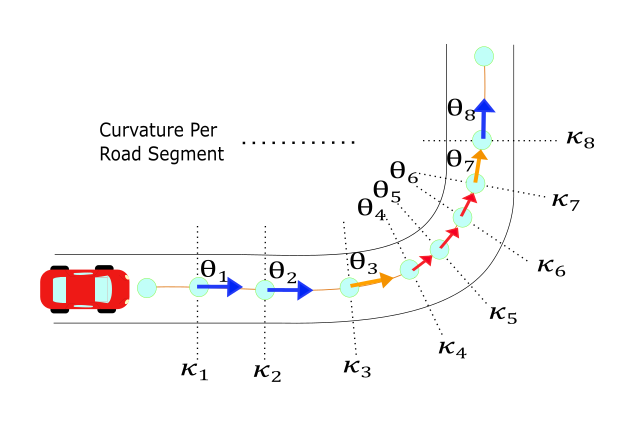 Curvature Per
Road Segment
θ₈
κ₈
θ₇
θ₆
κ₇
θ₅
θ₄
κ₆
θ₃
θ₁
θ₂
κ₅
κ₄
κ₃
κ₁
κ₂